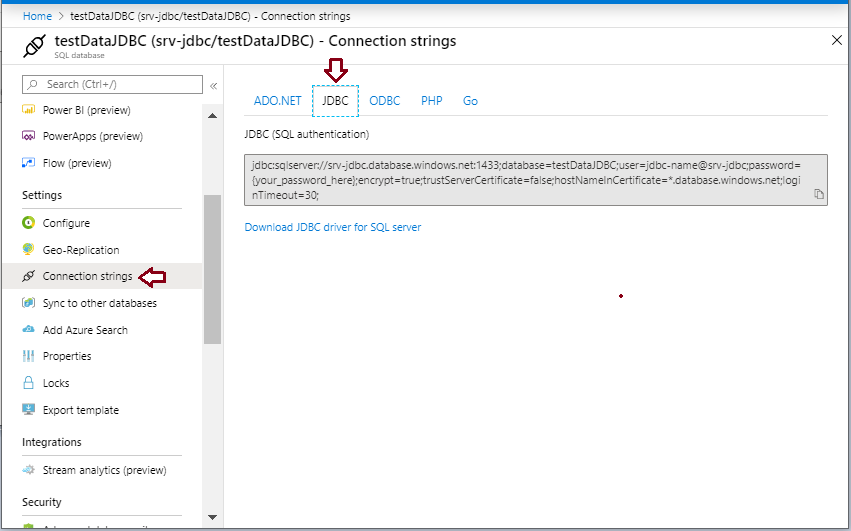 Home > testDataJDBC (srv-jdbc/testDataJDBC) - Connection strings
testDataJDBC (srv-jdbc/testDataJDBC) - Connection strings
SQL database
Search (Ctrl+/)
Power BI (preview)
PowerApps (preview)
Flow (preview)
Settings
Configure
Geo-Replication
Connection strings
Sync to other databases
Add Azure Search
Properties
Locks
Export template
Integrations
Stream analytics (preview)
Security
ADO.NET JDBC ODBC PHP Go
JDBC (SQL authentication)
jdbc:sqlserver://srv-jdbc.database.windows.net:1433;database=testDataJDBC;user=jdbc-name@srv-jdbc;password=
{your_password_here};encrypt=true;trustServerCertificate=false;hostNameInCertificate=*.database.windows.net;logi
nTimeout=30;
Download JDBC driver for SQL server